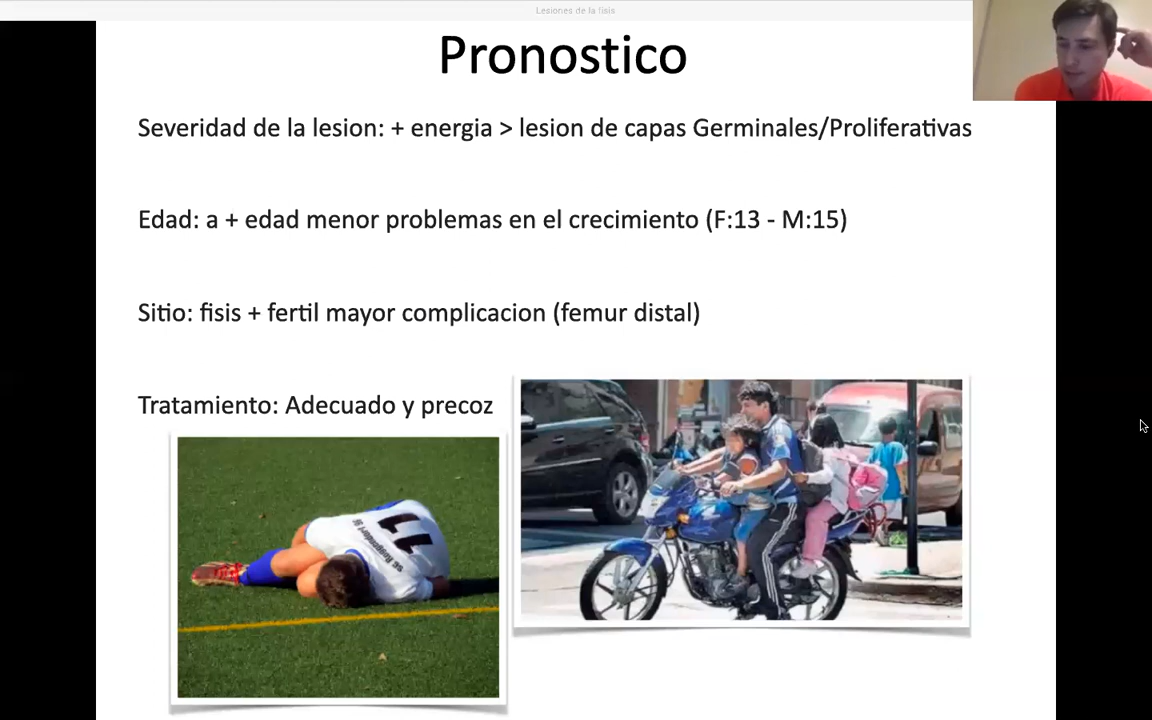 Lesiones de la fisis
Pronostico
Severidad de la lesion: + energia > lesion de capas Germinales/Proliferativas
Edad: a + edad menor problemas en el crecimiento (F:13 - M:15)
Sitio: fisis + fertil mayor complicacion (femur distal)
Tratamiento: Adecuado y precoz
11